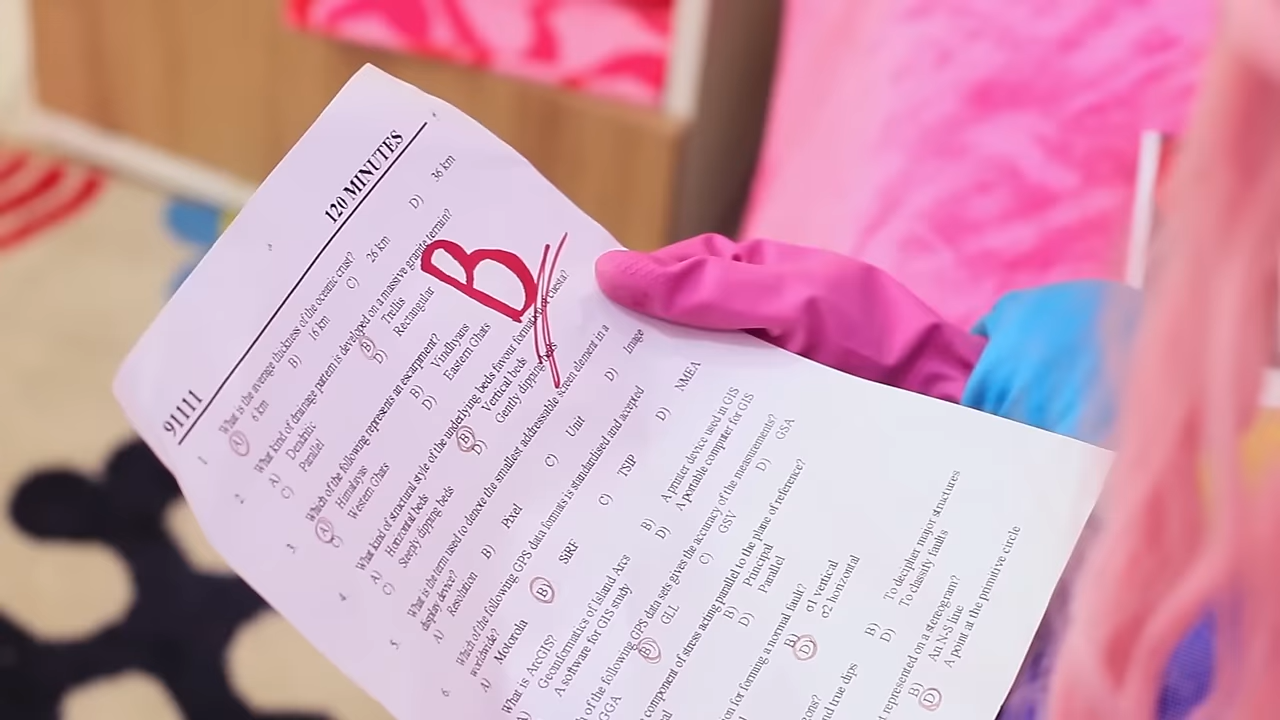 91111 120 MINUTES
1 What is the average thickness of the oceanic crust?
A) 6 km B) 16 km C) 26 km D) 36 km
2. What kind of drainage pattern is developed on a massive granite terrain?
A) Dendritic B) Trellis
C) Parallel D) Rectangular
B
3. Which of the following represents an escarpment?
A) Himalayas B) Vindhyans
C) Western Ghats D) Eastern Ghats
4. What kind of structural style of the underlying beds favour formation of cuesta?
A) Horizontal beds B) Vertical beds
C) Steeply dipping beds D) Gently dipping beds
5. What is the term used to denote the smallest addressable screen element in a
display device?
A) Resolution B) Pixel C) Unit D) Image
6. Which of the following GPS data formats is standardised and accepted
worldwide?
A) Motorola B) SiRF C) TSIP D) NMEA
What is ArcGIS?
A) Geoinformatics of Island Arcs B) A printer device used in GIS
A software for GIS study D) A portable computer for GIS
of the following GPS data sets gives the accuracy of the measurements?
GGA B) GLL C) GSV D) GSA
component of stress acting parallel to the plane of reference?
B) Principal
D) Parallel
for forming a normal fault?
B) σ1 vertical
D) σ2 horizontal
B) To decipher major structures
and true dips D) To classify faults
represented on a stereogram?
B) An N-S line
D) A point at the primitive circle